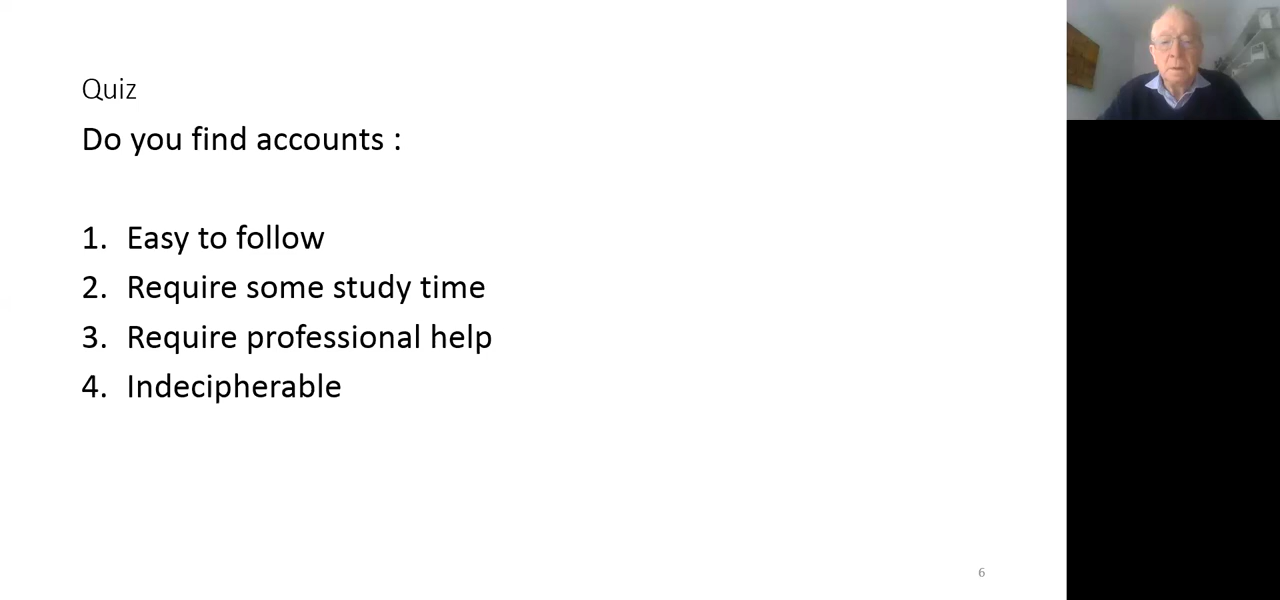 Quiz
Do you find accounts :
1. Easy to follow
2. Require some study time
3. Require professional help
4. Indecipherable
6